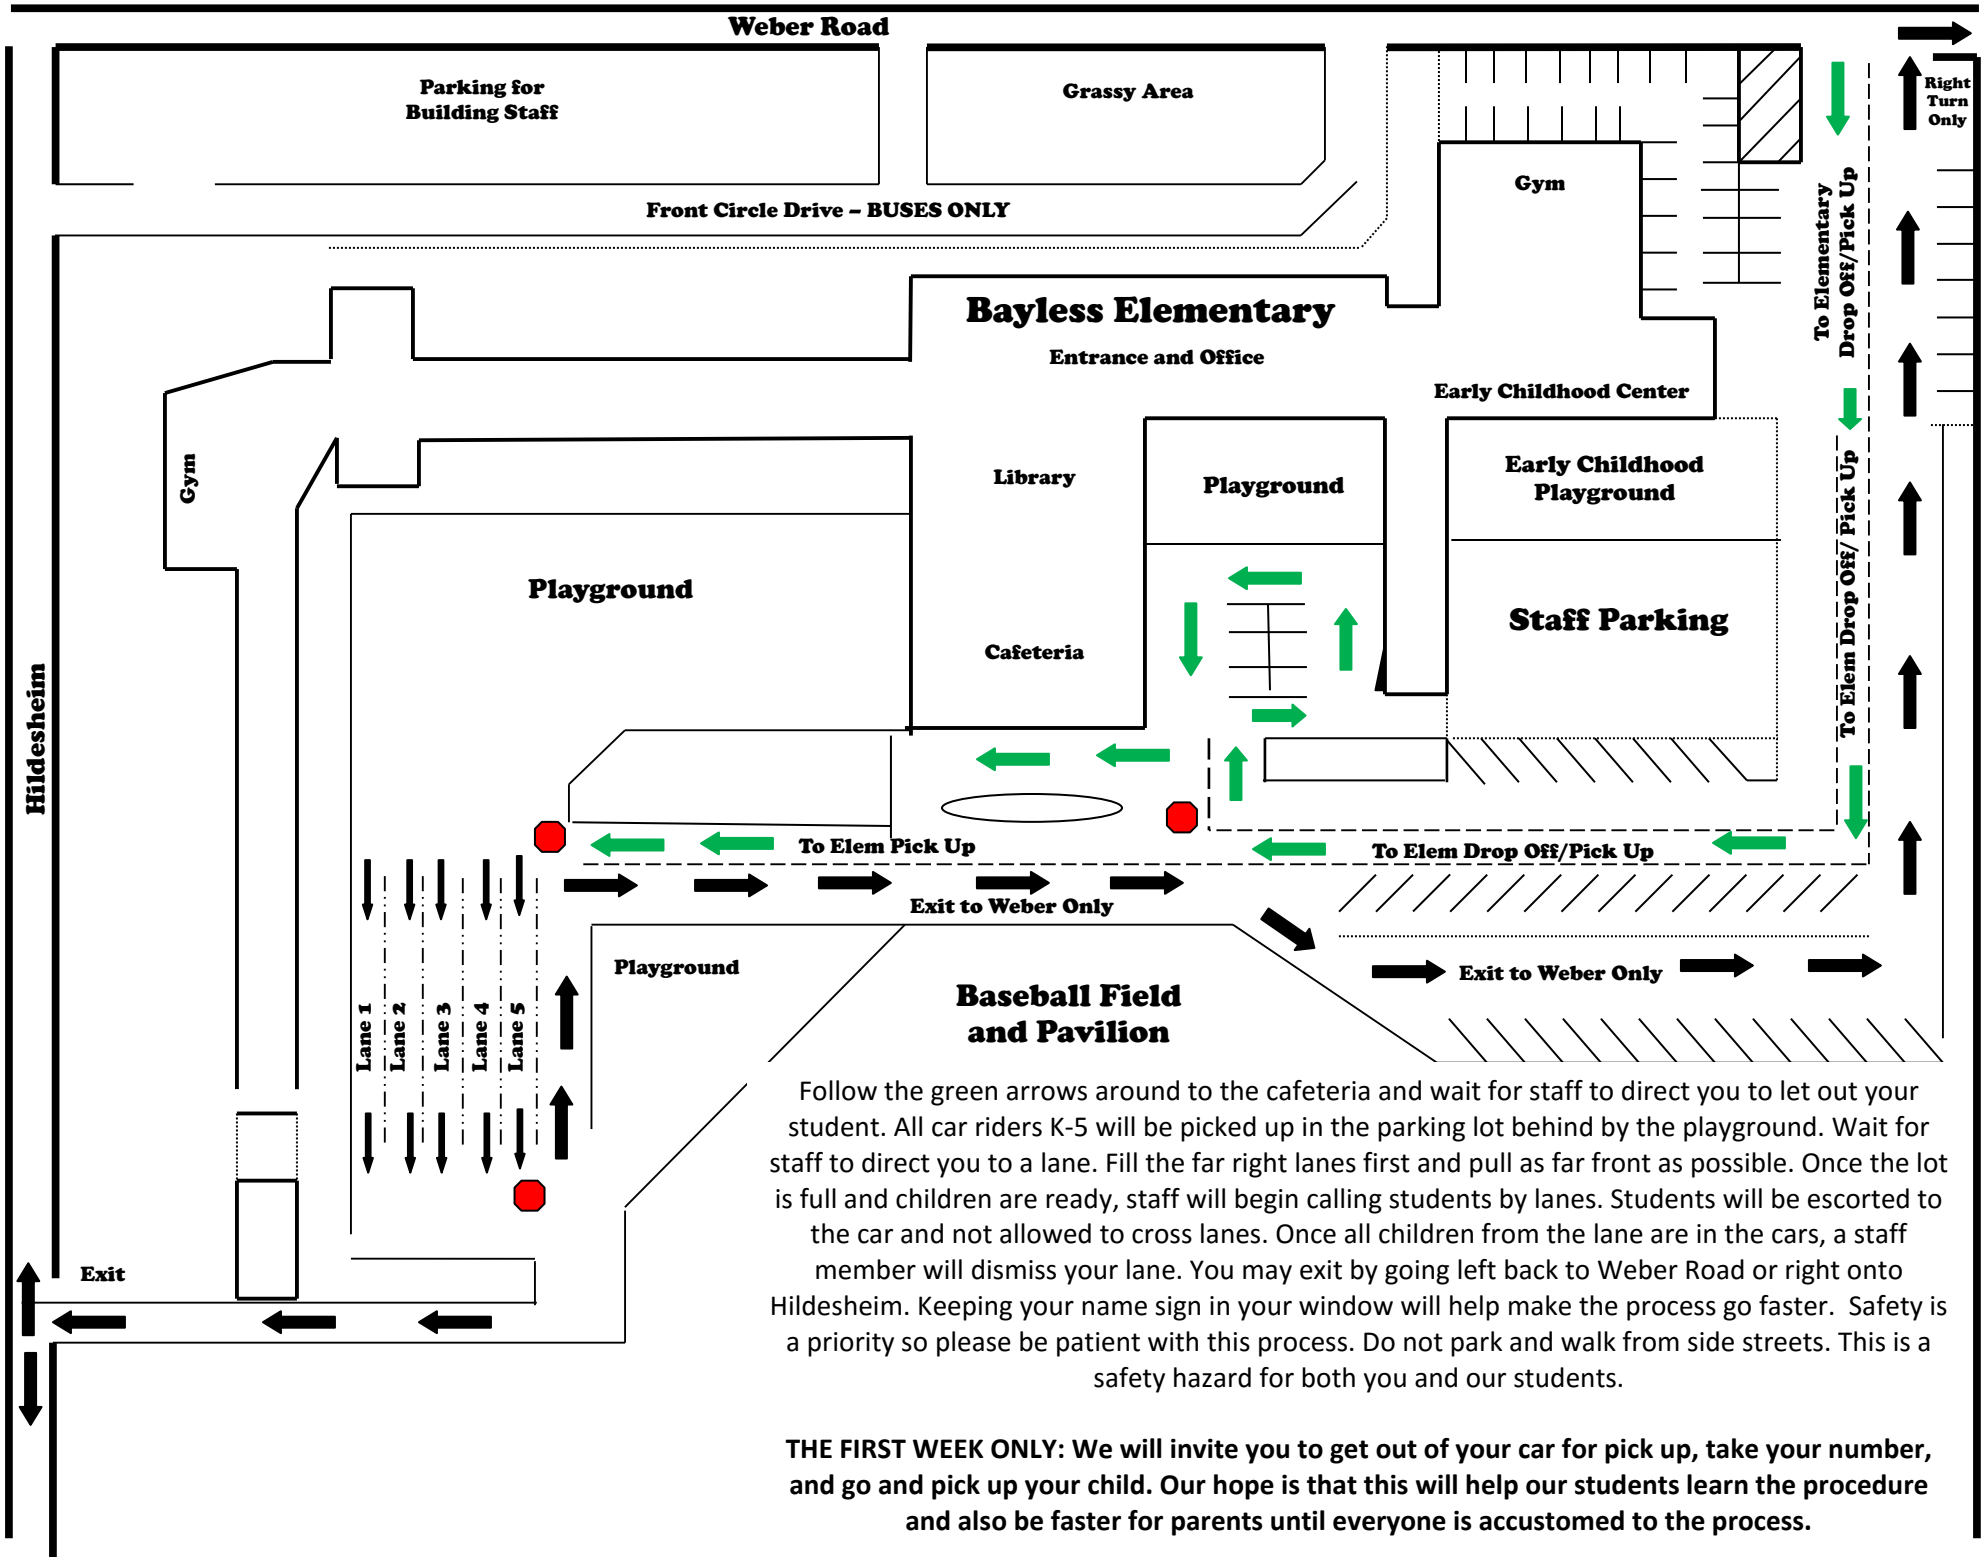 Weber Road
Parking for
Building Staff
Grassy Area
Right
Turn
Only
Gym
Front Circle Drive – BUSES ONLY
To Elementary
Drop Off/Pick Up
Bayless Elementary
Entrance and Office
Early Childhood Center
Gym
Library
Playground
Early Childhood
Playground
To Elem Drop Off/ Pick Up
Playground
Staff Parking
Cafeteria
Hildesheim
To Elem Pick Up
To Elem Drop Off/Pick Up
Exit to Weber Only
Playground
Exit to Weber Only
Baseball Field
and Pavilion
Lane 1
Lane 2
Lane 3
Lane 4
Lane 5
Exit
Follow the green arrows around to the cafeteria and wait for staff to direct you to let out your
student. All car riders K-5 will be picked up in the parking lot behind by the playground. Wait for
staff to direct you to a lane. Fill the far right lanes first and pull as far front as possible. Once the lot
is full and children are ready, staff will begin calling students by lanes. Students will be escorted to
the car and not allowed to cross lanes. Once all children from the lane are in the cars, a staff
member will dismiss your lane. You may exit by going left back to Weber Road or right onto
Hildesheim. Keeping your name sign in your window will help make the process go faster.  Safety is
a priority so please be patient with this process. Do not park and walk from side streets. This is a
safety hazard for both you and our students.
THE FIRST WEEK ONLY: We will invite you to get out of your car for pick up, take your number,
and go and pick up your child. Our hope is that this will help our students learn the procedure
and also be faster for parents until everyone is accustomed to the process.